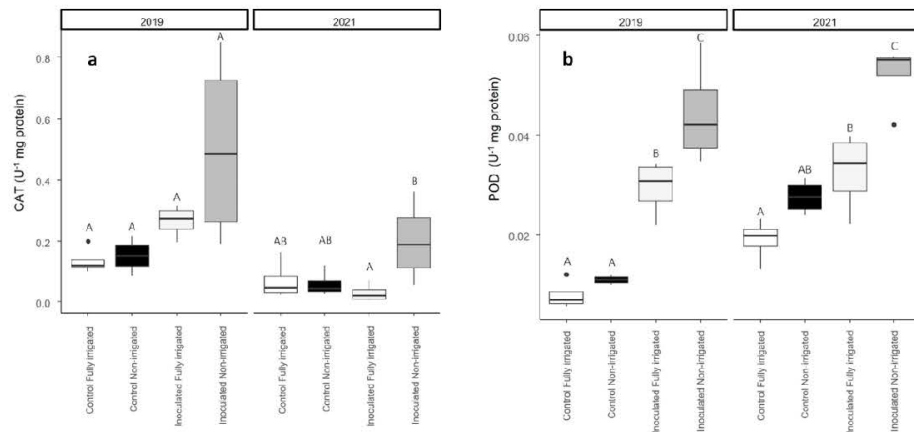 2019 2021
a
CAT (U⁻¹ mg protein)
0.8
0.6
0.4
0.2
0.0
A A A A
AB AB A B
Control Fully irrigated
Control Non-irrigated
Inoculated Fully irrigated
Inoculated Non-irrigated
Control Fully irrigated
Control Non-irrigated
Inoculated Fully irrigated
Inoculated Non-irrigated
2019 2021
b
POD (U⁻¹ mg protein)
0.06
0.04
0.02
A A B C
A AB B C
Control Fully irrigated
Control Non-irrigated
Inoculated Fully irrigated
Inoculated Non-irrigated
Control Fully irrigated
Control Non irrigated
Inoculated Fully irrigated
Inoculated Non-irrigated